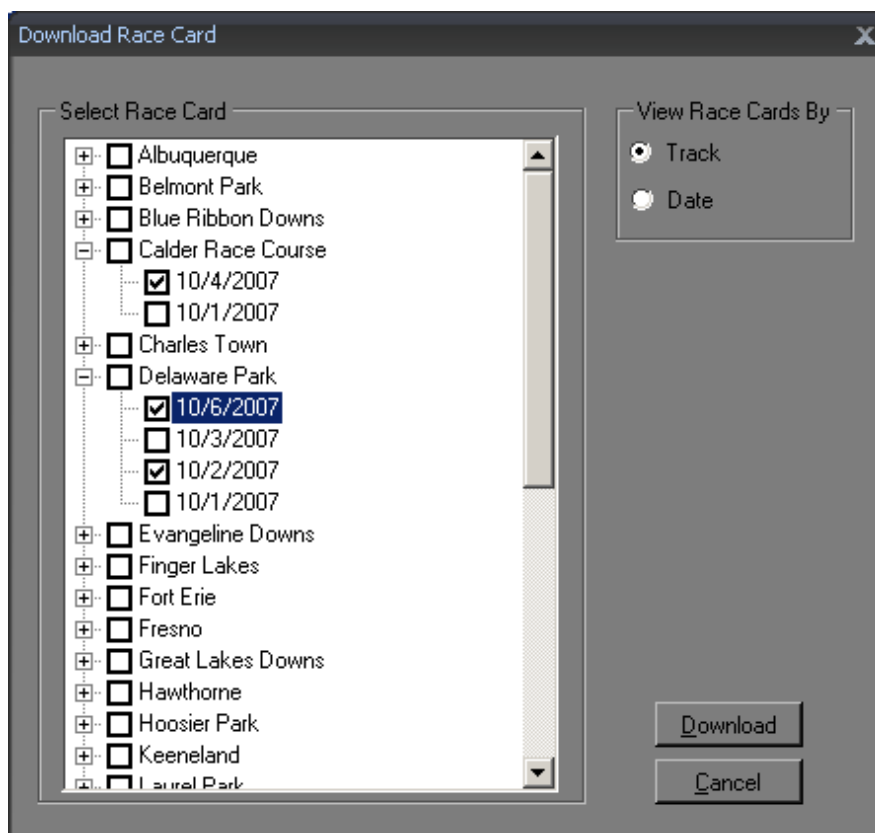 Download Race Card
X
Select Race Card
Albuquerque
Belmont Park
Blue Ribbon Downs
Calder Race Course
10/4/2007
10/1/2007
Charles Town
Delaware Park
10/6/2007
10/3/2007
10/2/2007
10/1/2007
Evangeline Downs
Finger Lakes
Fort Erie
Fresno
Great Lakes Downs
Hawthorne
Hoosier Park
Keeneland
Laurel Park
View Race Cards By
Track
Date
Download
Cancel